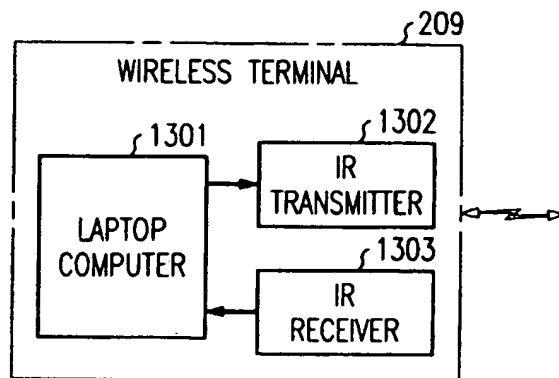 209
WIRELESS TERMINAL
1301
1302
LAPTOP
COMPUTER
IR
TRANSMITTER
1303
IR
RECEIVER